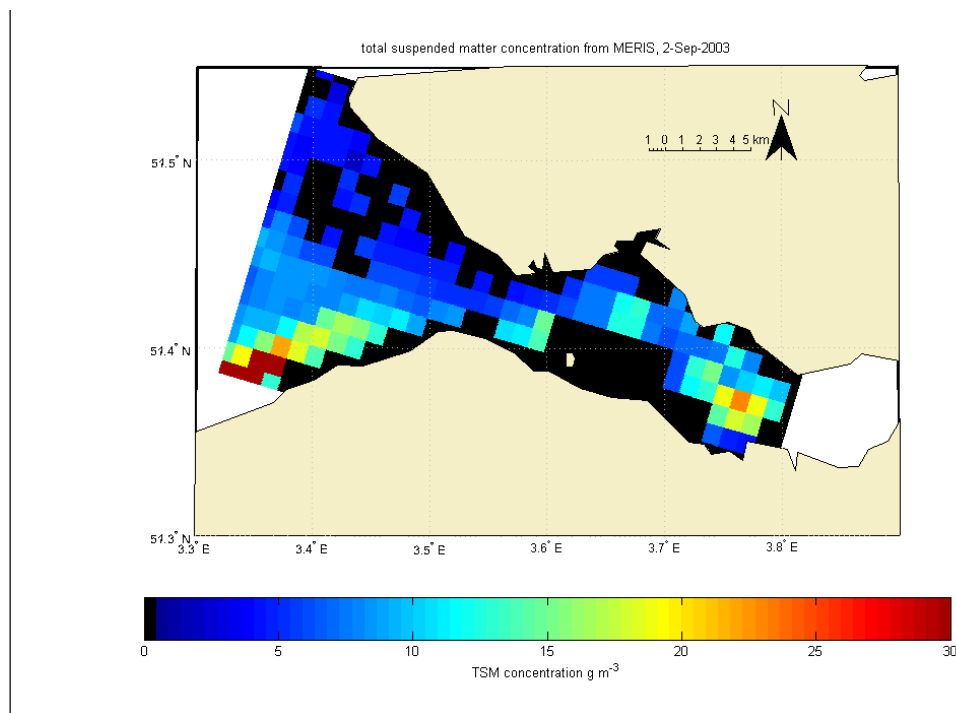 total suspended matter concentration from MERIS, 2-Sep-2003
N
1 0 1 2 3 4 5 km
51.5° N
51.4° N
51.3° N
3.3° E 3.4° E 3.5° E 3.6° E 3.7° E 3.8° E
0 5 10 15 20 25 30
TSM concentration g m⁻³